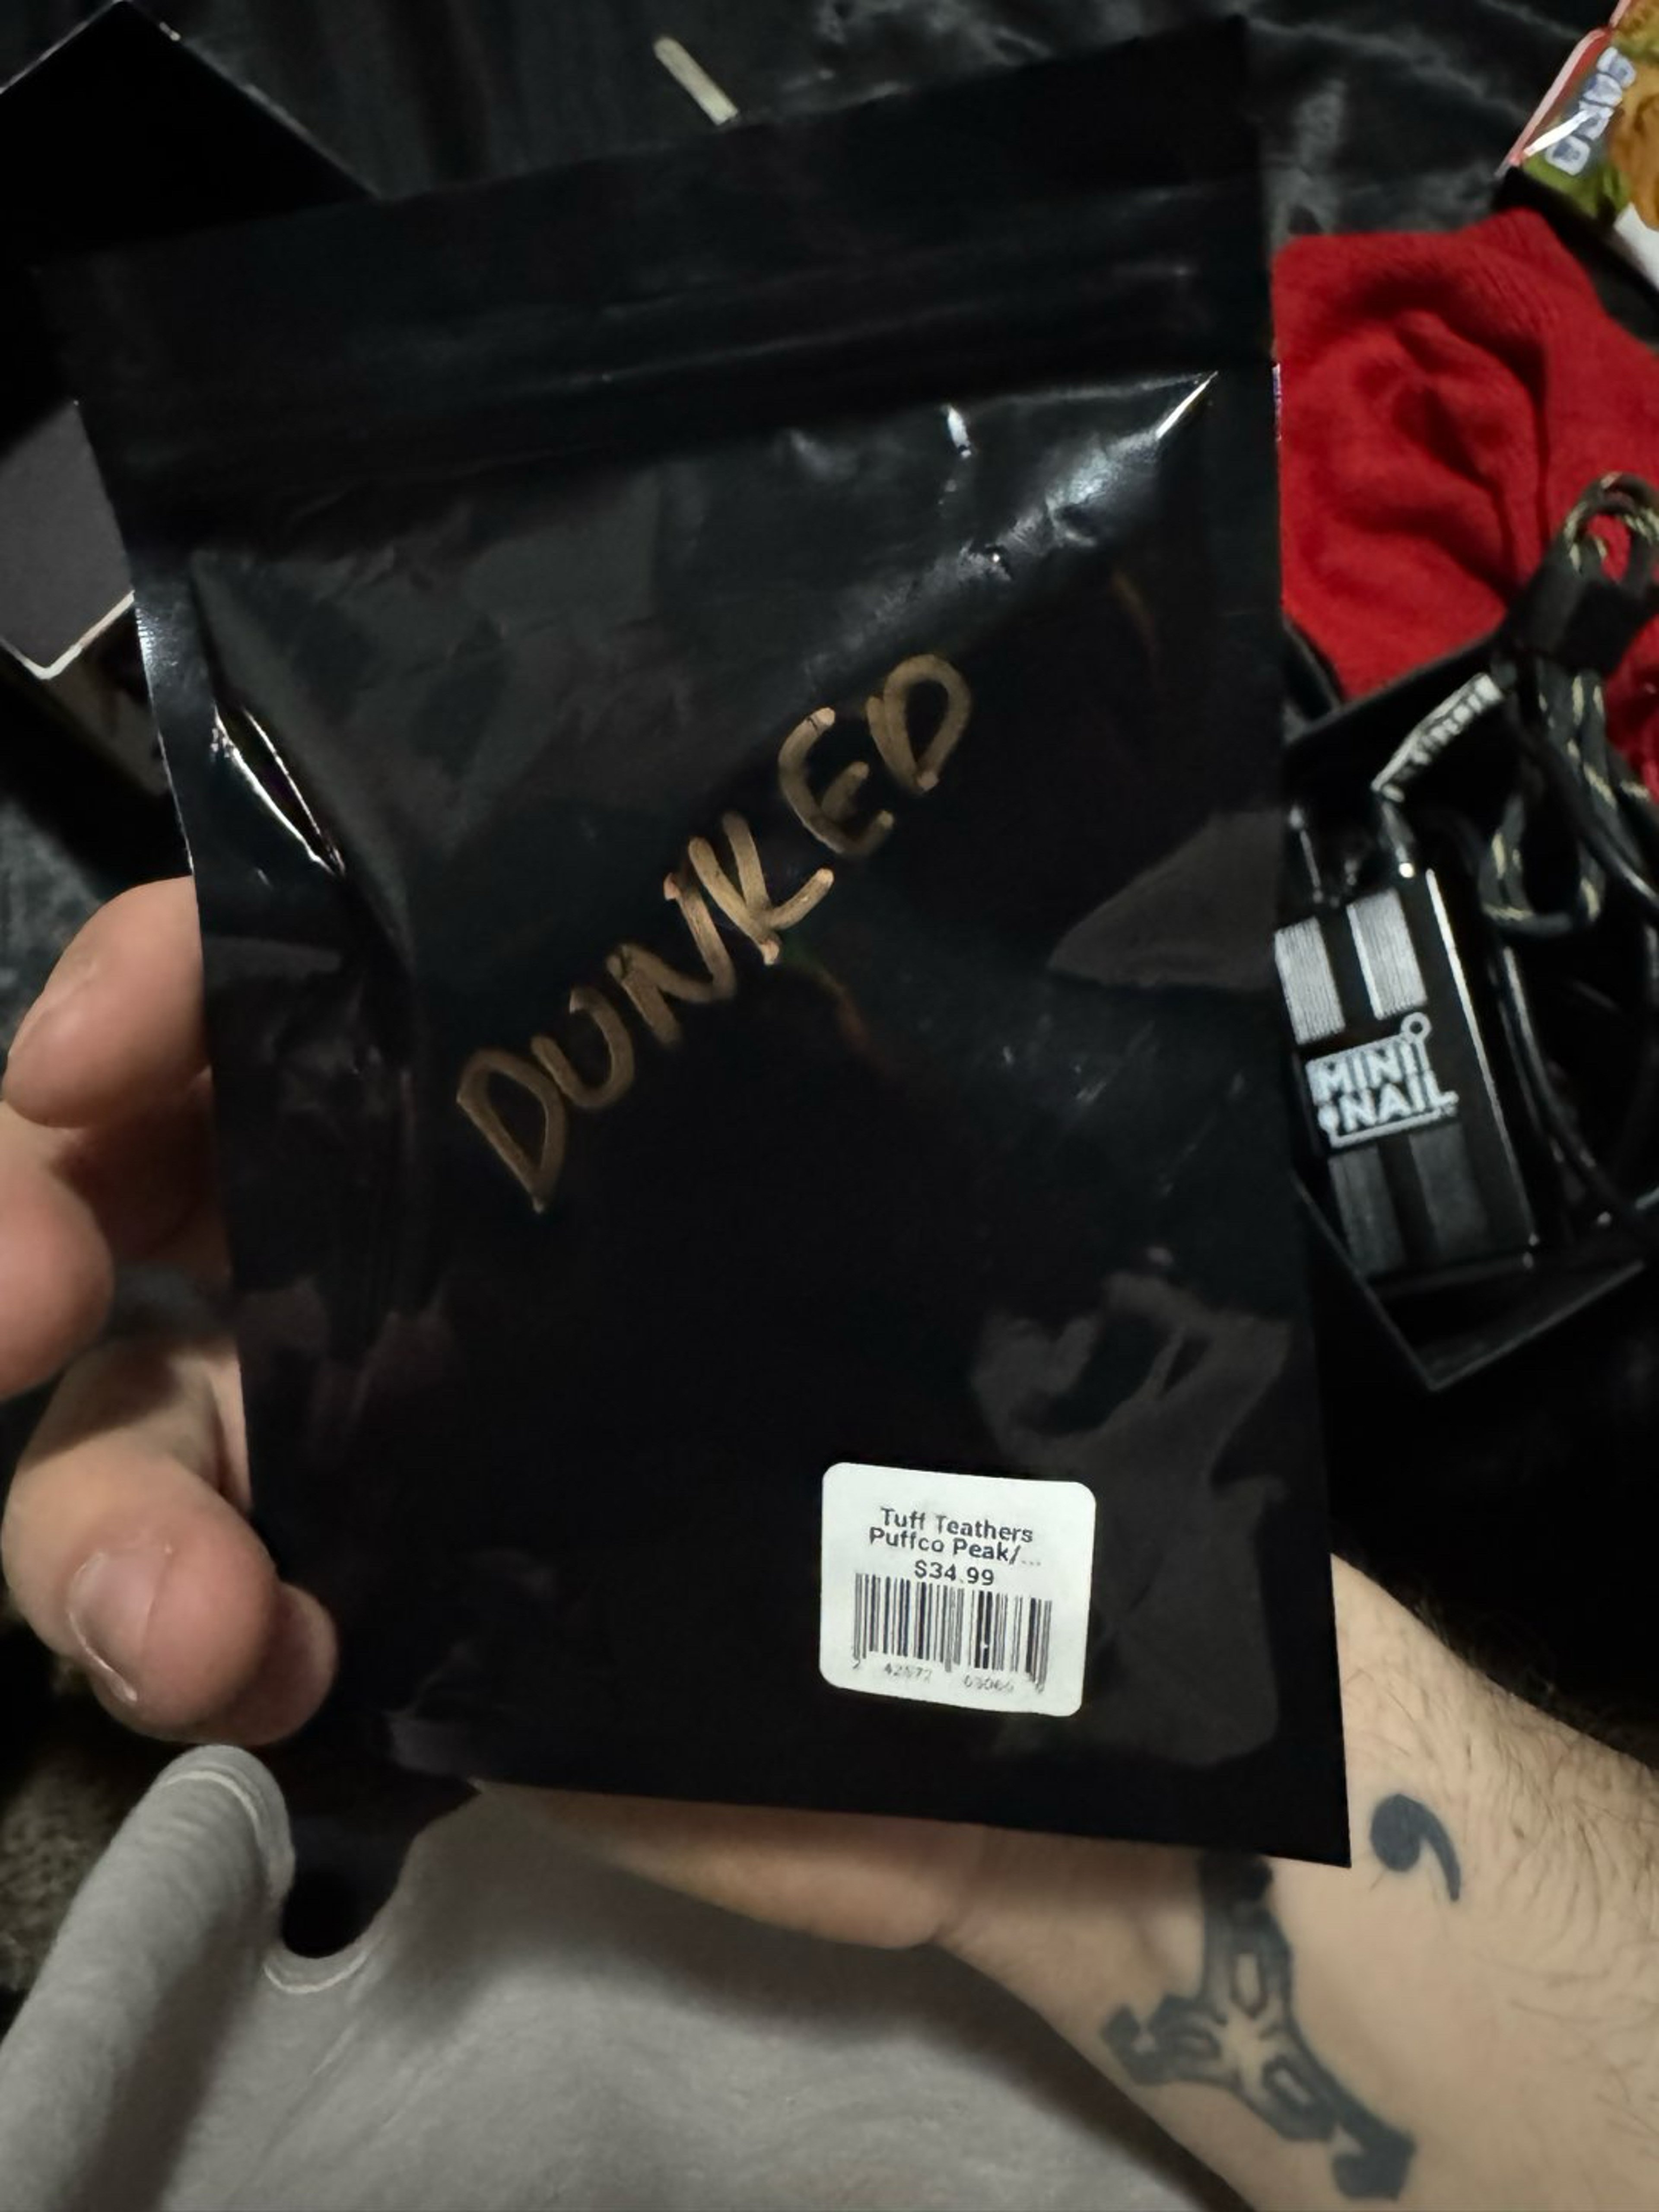 DUNKED
MINI
NAIL
Tuff Teathers
Puffco Peak/...
$34.99